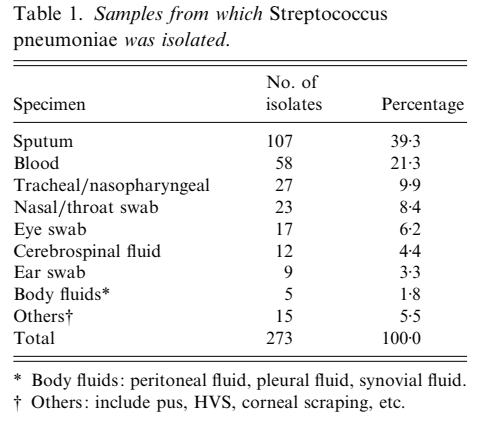 Table 1. Samples from which Streptococcus
pneumoniae was isolated.
No. of
Specimen isolates Percentage
Sputum 107 39·3
Blood 58 21·3
Tracheal/nasopharyngeal 27 9·9
Nasal/throat swab 23 8·4
Eye swab 17 6·2
Cerebrospinal fluid 12 4·4
Ear swab 9 3·3
Body fluids* 5 1·8
Others† 15 5·5
Total 273 100·0
* Body fluids: peritoneal fluid, pleural fluid, synovial fluid.
† Others: include pus, HVS, corneal scraping, etc.